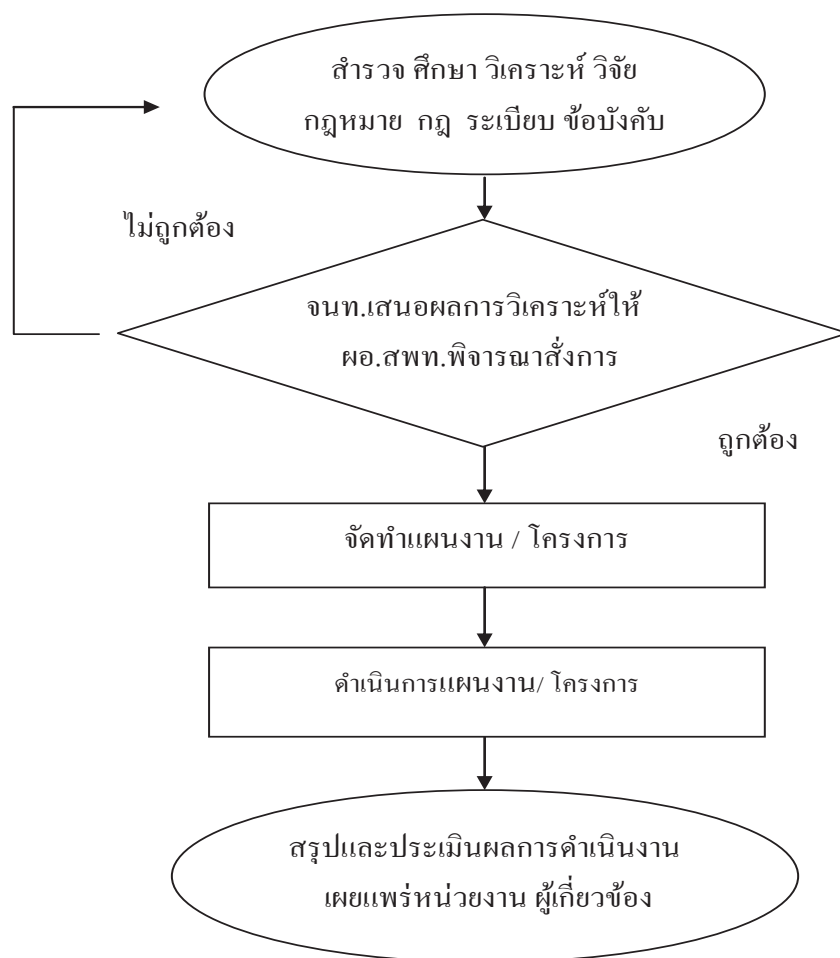 สำรวจ ศึกษา วิเคราะห์ วิจัย
กฎหมาย กฎ ระเบียบ ข้อบังคับ
ไม่ถูกต้อง
จนท.เสนอผลการวิเคราะห์ให้
ผอ.สพท.พิจารณาสั่งการ
ถูกต้อง
จัดทำแผนงาน / โครงการ
ดำเนินการแผนงาน/ โครงการ
สรุปและประเมินผลการดำเนินงาน
เผยแพร่หน่วยงาน ผู้เกี่ยวข้อง